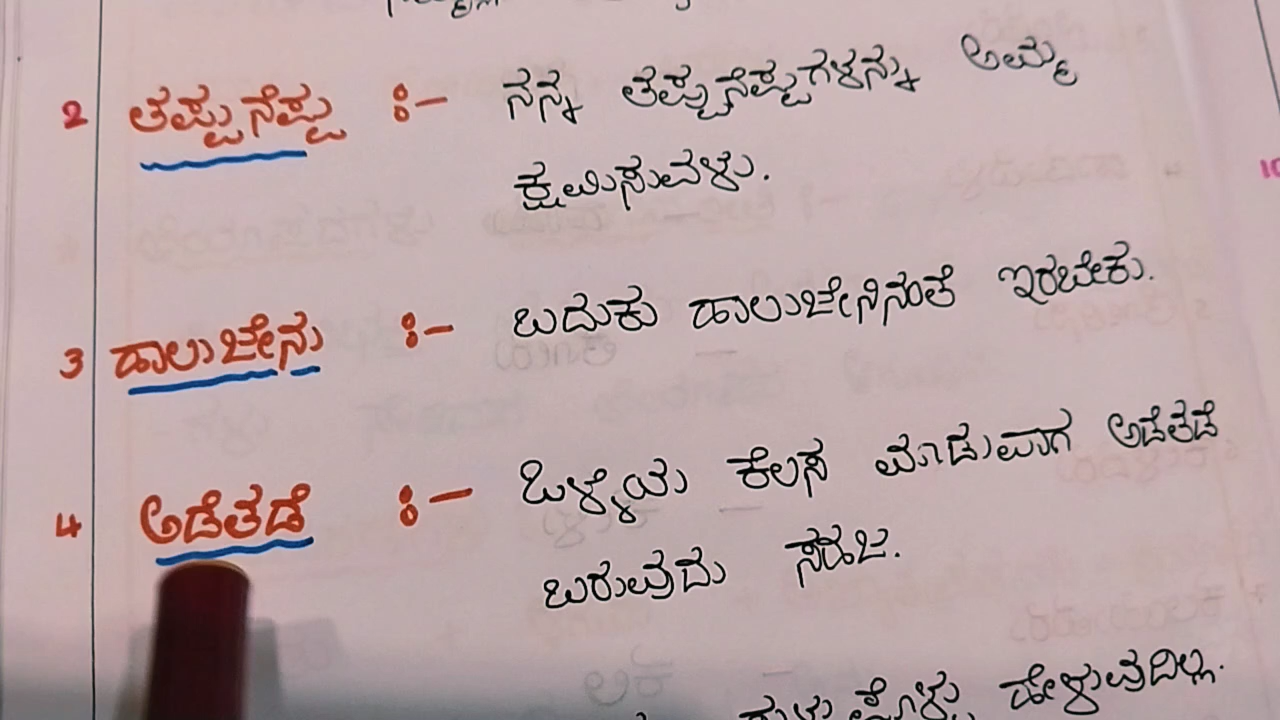 2 ತಪ್ಪುನೆಪ್ಪು :- ನನ್ನ ತಪ್ಪುನೆಪ್ಪುಗಳನ್ನು ಅಮ್ಮ
ಕ್ಷಮಿಸುವಳು.
3 ಹಾಲುಜೇನು :- ಬದುಕು ಹಾಲುಜೇನಿನಂತೆ ಇರಬೇಕು.
4 ಅಡೆತಡೆ :- ಒಳ್ಳೆಯ ಕೆಲಸ ಮಾಡುವಾಗ ಅಡೆತಡೆ
ಬರುವುದು ಸಹಜ.
ಹೇಳುವುದಿಲ್ಲ.
10